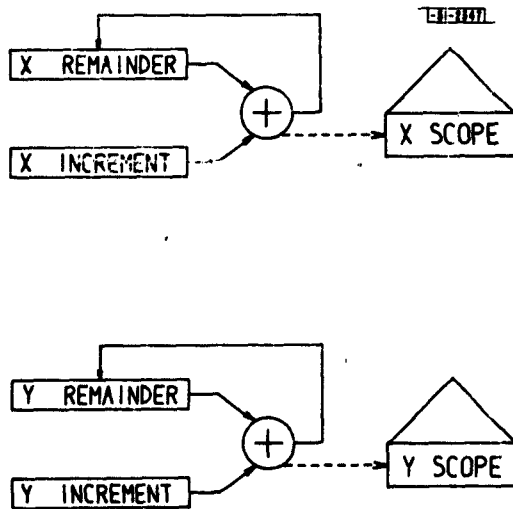 X REMAINDER
X SCOPE
X INCREMENT
Y REMAINDER
Y SCOPE
Y INCREMENT